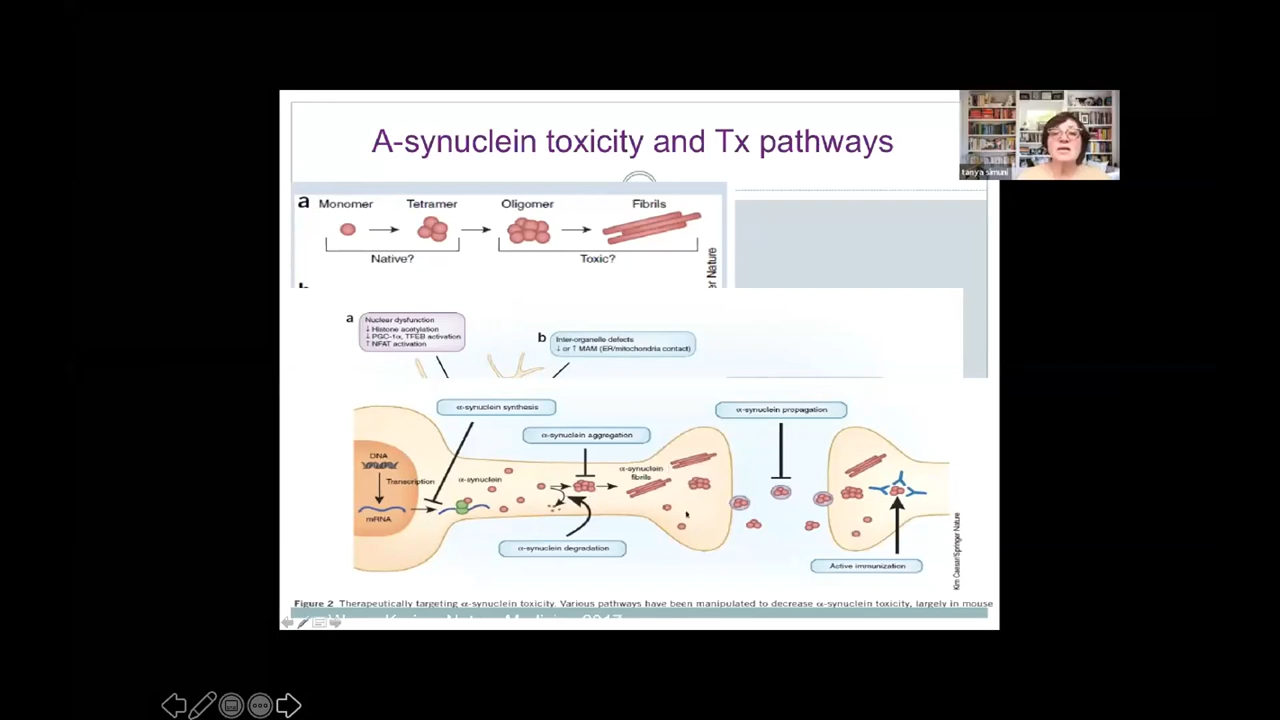 A-synuclein toxicity and Tx pathways
tanya simuni
a Monomer Tetramer Oligomer Fibrils
Native? Toxic?
er Nature
a
Nuclear dysfunction
↓ Histone acetylation
↓ PGC-1α, TFEB activation
↑ NFAT activation
b
Inter-organelle defects
↓ or ↑ MAM (ER/mitochondria contact)
α-synuclein synthesis
α-synuclein propagation
α-synuclein aggregation
DNA
Transcription
mRNA
α-synuclein
α-synuclein
fibrils
α-synuclein degradation
Active immunization
Kim Caesar/Springer Nature
Figure 2 Therapeutically targeting α-synuclein toxicity. Various pathways have been manipulated to decrease α-synuclein toxicity, largely in mouse